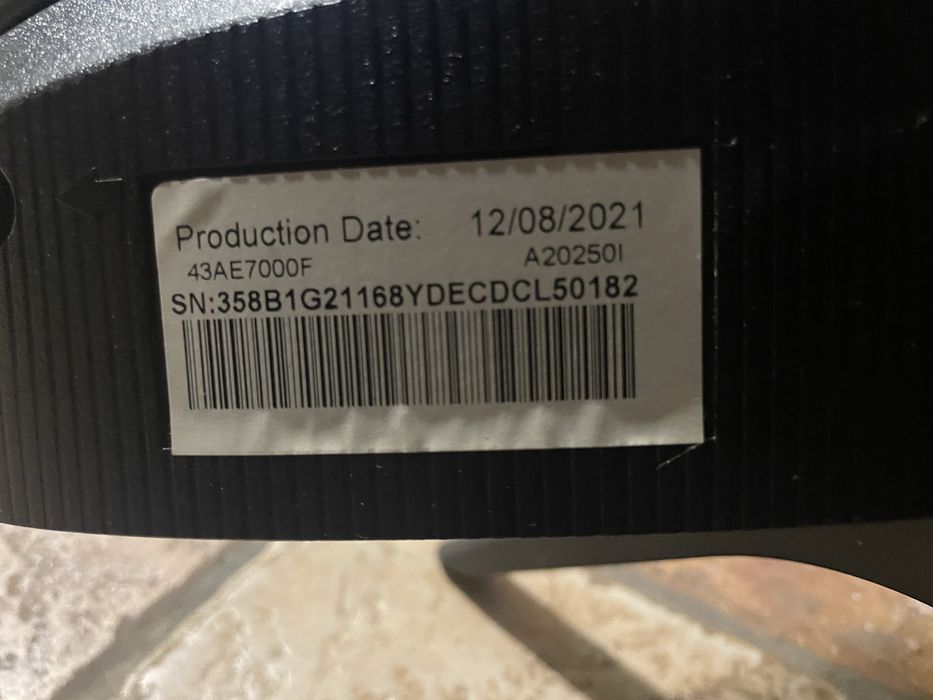 Production Date: 12/08/2021
43AE7000F A20250I
SN:358B1G21168YDECDCL50182